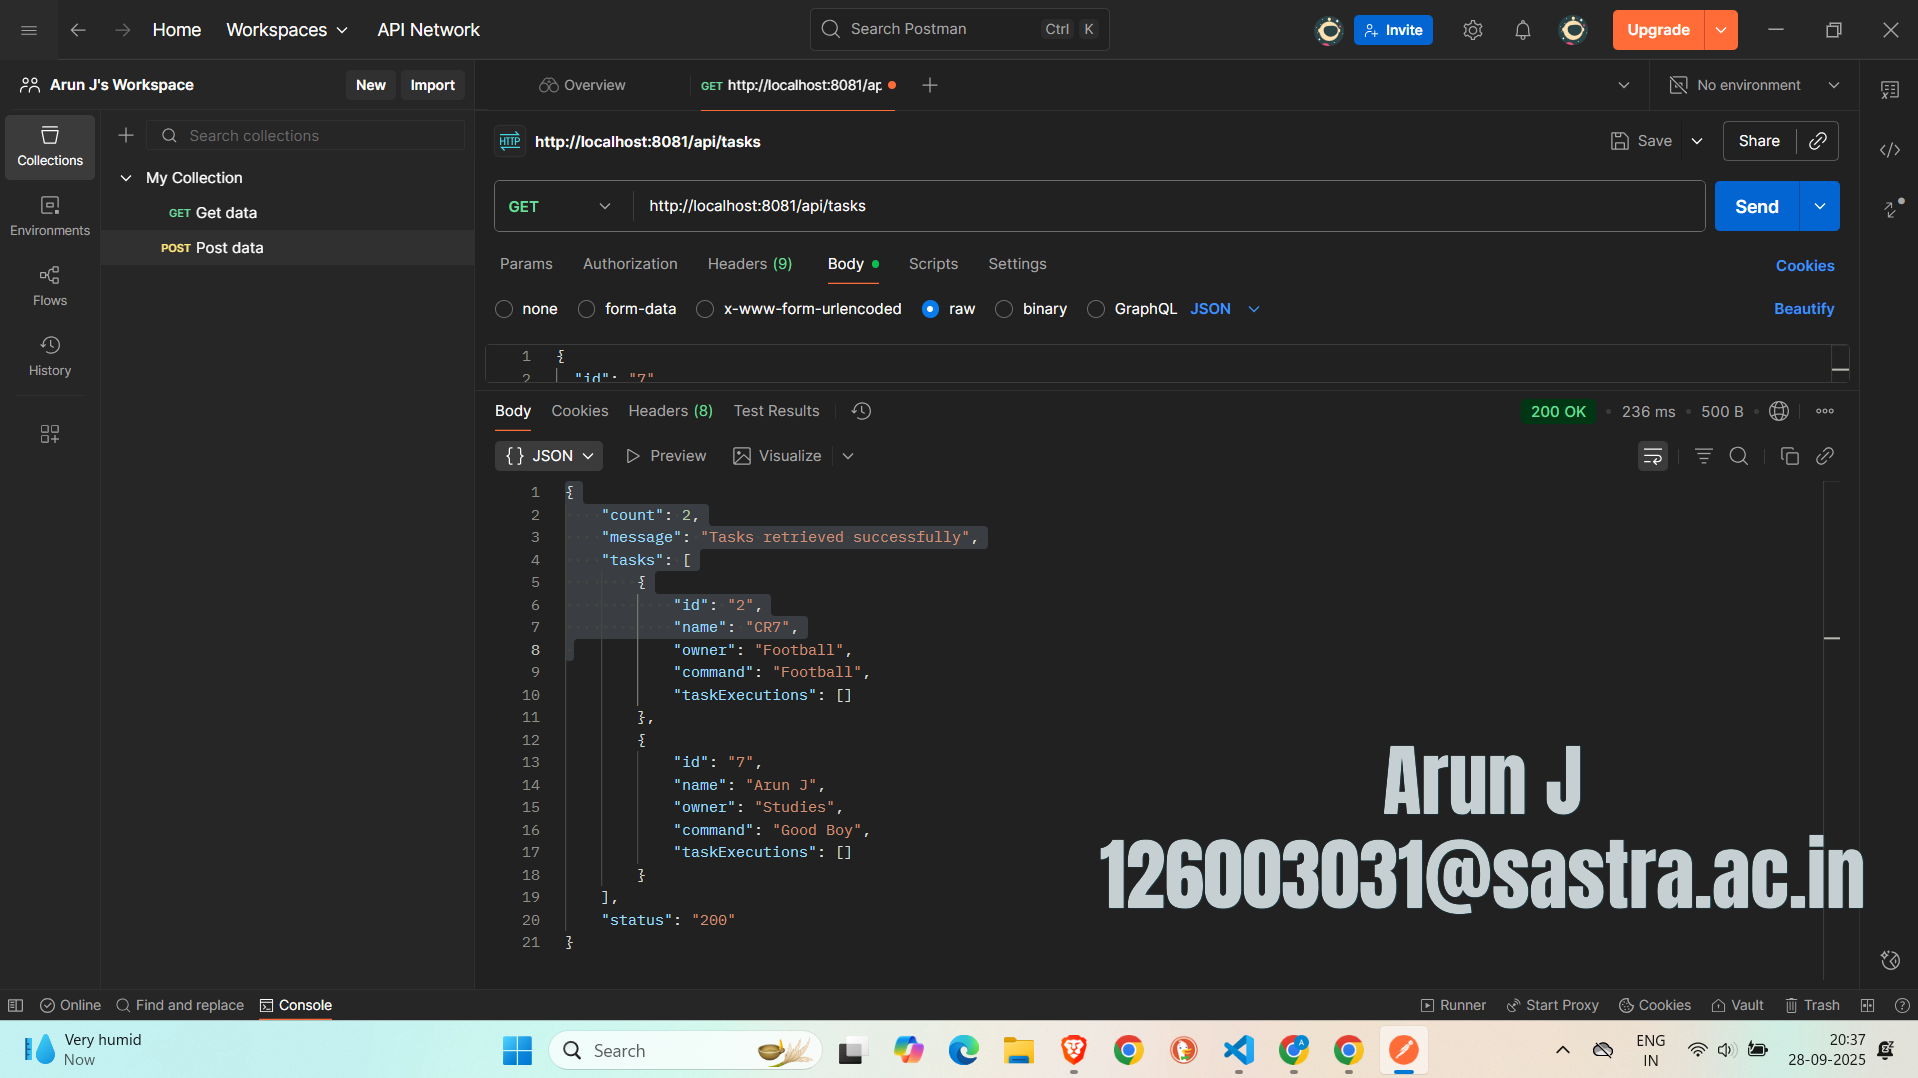 Home
Workspaces
API Network
Search Postman
Ctrl K
Invite
Upgrade
Arun J's Workspace
New
Import
Overview
GET http://localhost:8081/ap
No environment
Collections
Search collections
HTTP http://localhost:8081/api/tasks
Save
Share
My Collection
GET Get data
POST Post data
Environments
Flows
History
GET http://localhost:8081/api/tasks
Send
Params Authorization Headers (9) Body Scripts Settings
Cookies
none form-data x-www-form-urlencoded raw binary GraphQL JSON
Beautify
1 {
2 "id": "7"
Body Cookies Headers (8) Test Results
200 OK • 236 ms • 500 B
{} JSON Preview Visualize
1 {
2 "count": 2,
3 "message": "Tasks retrieved successfully",
4 "tasks": [
5 {
6 "id": "2",
7 "name": "CR7",
8 "owner": "Football",
9 "command": "Football",
10 "taskExecutions": []
11 },
12 {
13 "id": "7",
14 "name": "Arun J",
15 "owner": "Studies",
16 "command": "Good Boy",
17 "taskExecutions": []
18 }
19 ],
20 "status": "200"
21 }
Arun J
126003031@sastra.ac.in
Online Find and replace Console
Runner Start Proxy Cookies Vault Trash
Very humid
Now
Search
ENG
IN
20:37
28-09-2025